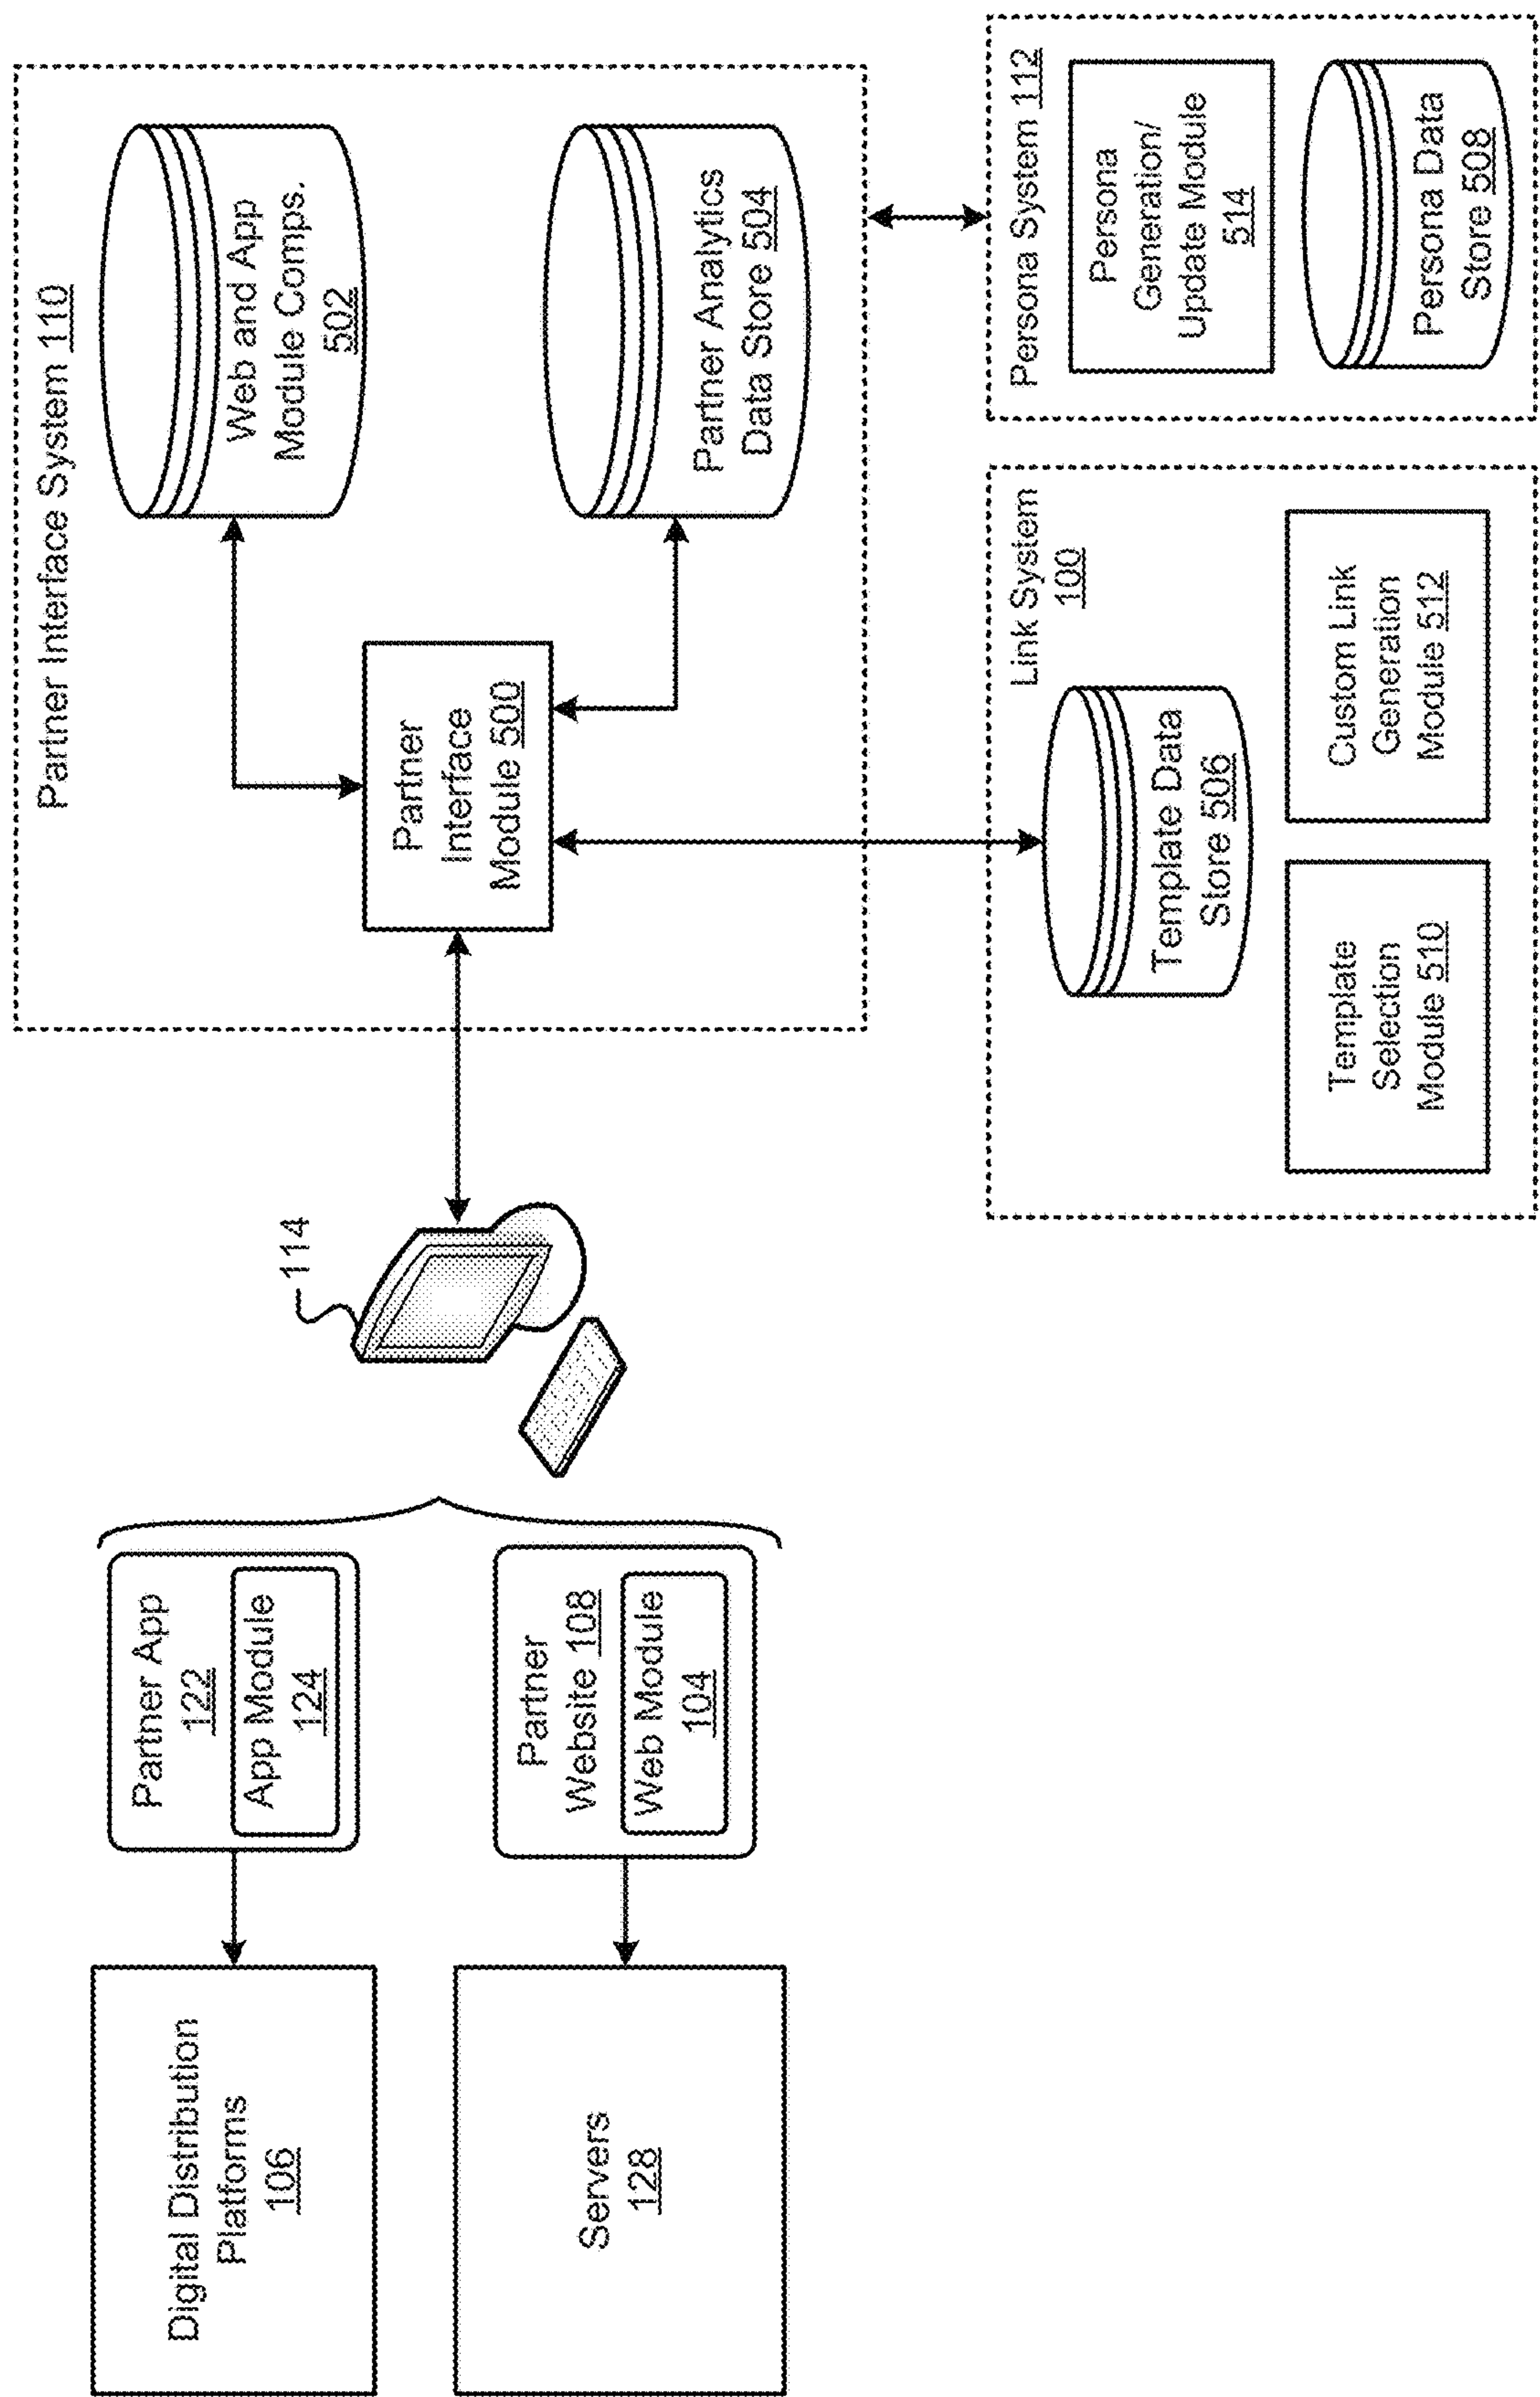 Digital Distribution
Platforms
106
Servers
128
Partner App
122
App Module
124
Partner
Website 108
Web Module
104
114
Partner Interface System 110
Partner
Interface
Module 500
Web and App
Module Comps.
502
Partner Analytics
Data Store 504
Link System
100
Template Data
Store 506
Template
Selection
Module 510
Custom Link
Generation
Module 512
Persona System 112
Persona
Generation/
Update Module
514
Persona Data
Store 508